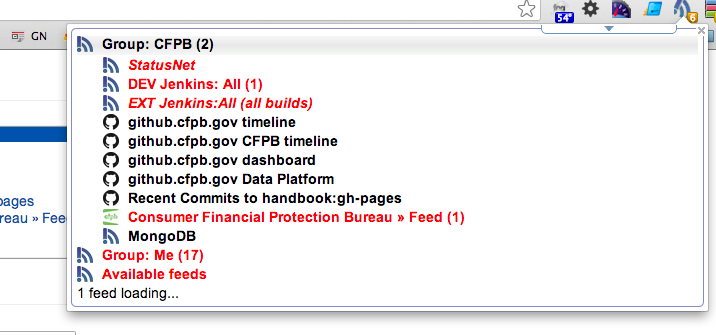 54°
6
GN
Group: CFPB (2)
StatusNet
DEV Jenkins: All (1)
EXT Jenkins:All (all builds)
github.cfpb.gov timeline
github.cfpb.gov CFPB timeline
github.cfpb.gov dashboard
github.cfpb.gov Data Platform
Recent Commits to handbook:gh-pages
cfpb Consumer Financial Protection Bureau » Feed (1)
MongoDB
Group: Me (17)
Available feeds
1 feed loading...
pages
reau » Fee